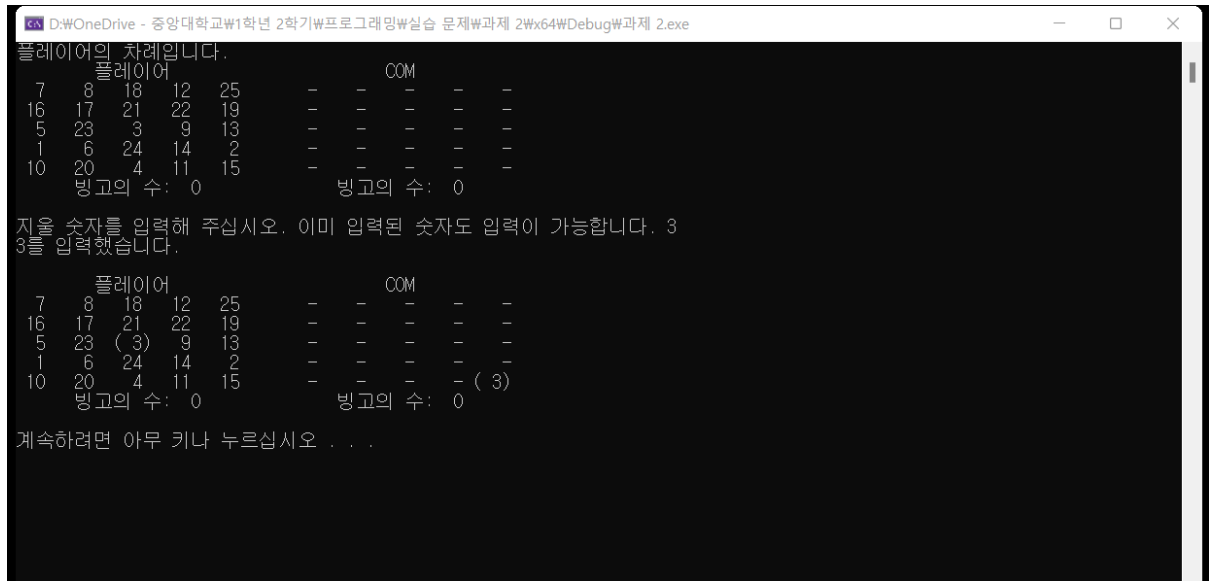 D:₩OneDrive - 중앙대학교₩1학년 2학기₩프로그래밍₩실습 문제₩과제 2₩x64₩Debug₩과제 2.exe
플레이어의 차례입니다.
플레이어 COM
7 8 18 12 25 - - - - -
16 17 21 22 19 - - - - -
5 23 3 9 13 - - - - -
1 6 24 14 2 - - - - -
10 20 4 11 15 - - - - -
빙고의 수: 0 빙고의 수: 0
지울 숫자를 입력해 주십시오. 이미 입력된 숫자도 입력이 가능합니다. 3
3를 입력했습니다.
플레이어 COM
7 8 18 12 25 - - - - -
16 17 21 22 19 - - - - -
5 23 ( 3) 9 13 - - - - -
1 6 24 14 2 - - - - -
10 20 4 11 15 - - - - ( 3)
빙고의 수: 0 빙고의 수: 0
계속하려면 아무 키나 누르십시오 . . .